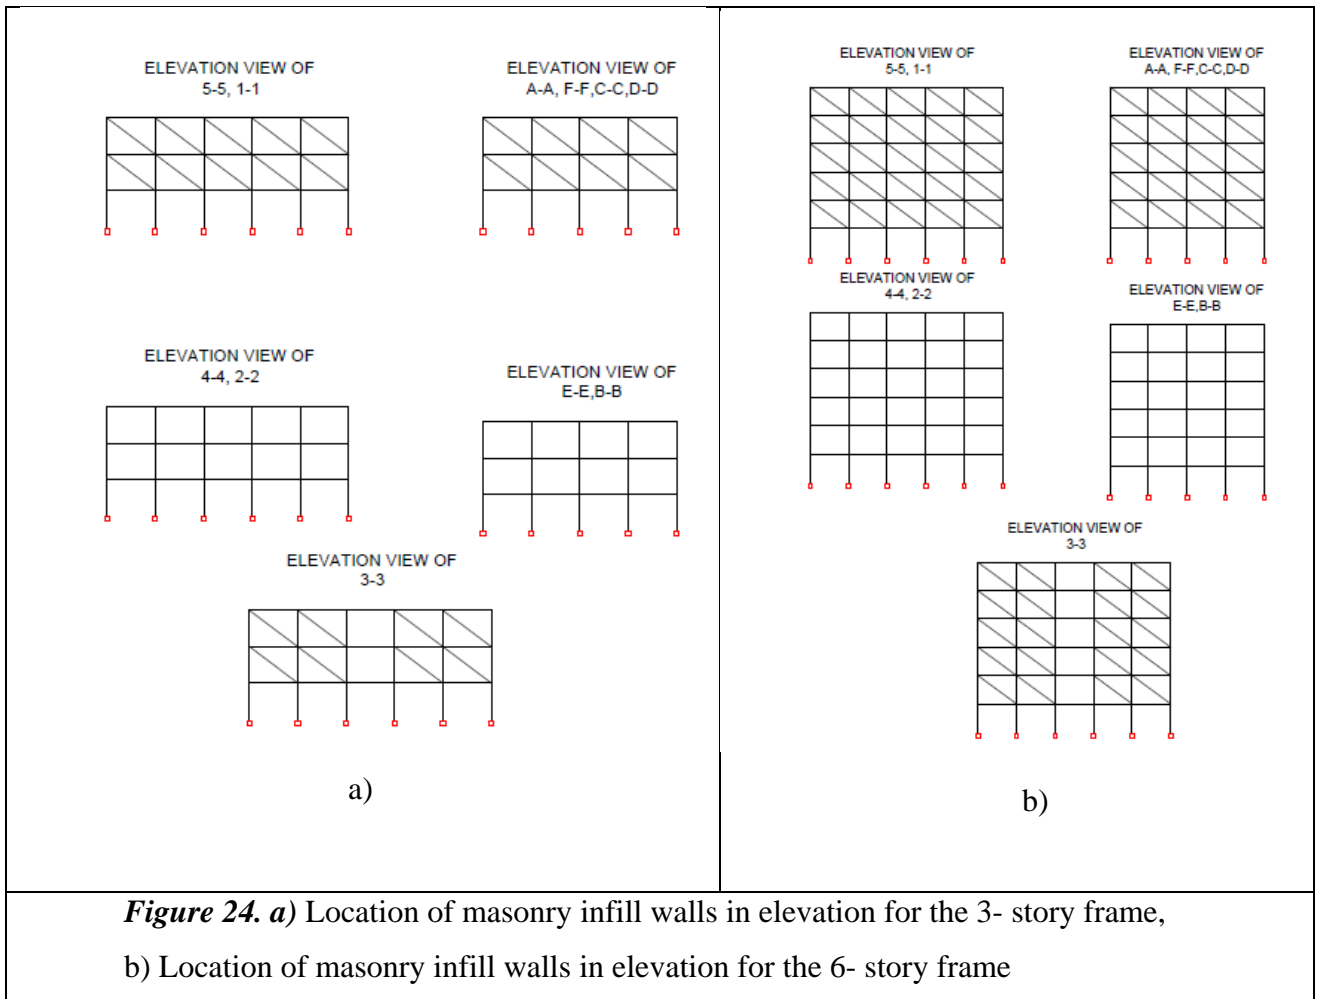 ELEVATION VIEW OF
5-5, 1-1
ELEVATION VIEW OF
A-A, F-F,C-C,D-D
ELEVATION VIEW OF
4-4, 2-2
ELEVATION VIEW OF
E-E,B-B
ELEVATION VIEW OF
3-3
a)
ELEVATION VIEW OF
5-5, 1-1
ELEVATION VIEW OF
A-A, F-F,C-C,D-D
ELEVATION VIEW OF
4-4, 2-2
ELEVATION VIEW OF
E-E,B-B
ELEVATION VIEW OF
3-3
b)
Figure 24. a) Location of masonry infill walls in elevation for the 3- story frame,
b) Location of masonry infill walls in elevation for the 6- story frame